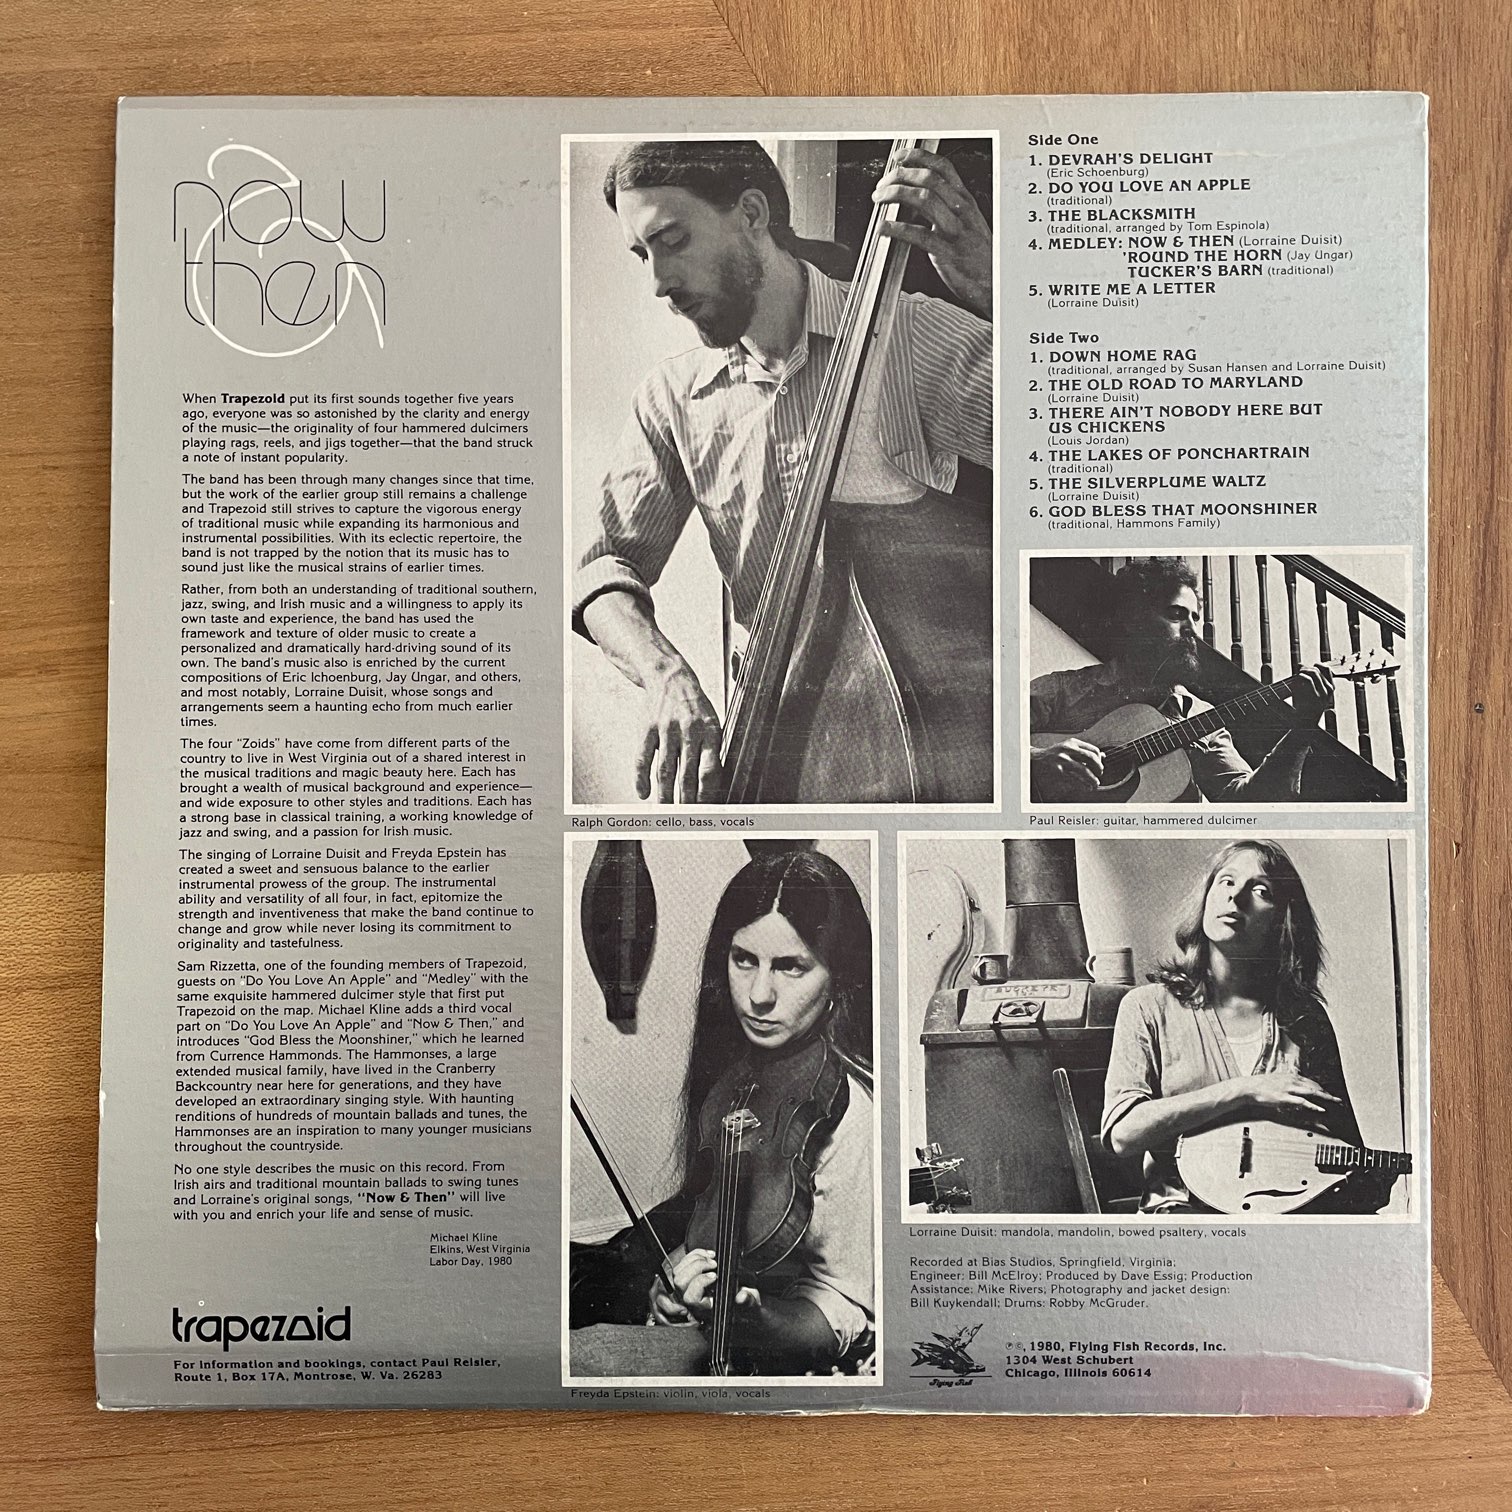 now
&
then
When Trapezoid put its first sounds together five years
ago, everyone was so astonished by the clarity and energy
of the music—the originality of four hammered dulcimers
playing rags, reels, and jigs together—that the band struck
a note of instant popularity.
The band has been through many changes since that time,
but the work of the earlier group still remains a challenge
and Trapezoid still strives to capture the vigorous energy
of traditional music while expanding its harmonious and
instrumental possibilities. With its eclectic repertoire, the
band is not trapped by the notion that its music has to
sound just like the musical strains of earlier times.
Rather, from both an understanding of traditional southern,
jazz, swing, and Irish music and a willingness to apply its
own taste and experience, the band has used the
framework and texture of older music to create a
personalized and dramatically hard-driving sound of its
own. The band's music also is enriched by the current
compositions of Eric Ichoenburg, Jay Ungar, and others,
and most notably, Lorraine Duisit, whose songs and
arrangements seem a haunting echo from much earlier
times.
The four "Zoids" have come from different parts of the
country to live in West Virginia out of a shared interest in
the musical traditions and magic beauty here. Each has
brought a wealth of musical background and experience—
and wide exposure to other styles and traditions. Each has
a strong base in classical training, a working knowledge of
jazz and swing, and a passion for Irish music.
The singing of Lorraine Duisit and Freyda Epstein has
created a sweet and sensuous balance to the earlier
instrumental prowess of the group. The instrumental
ability and versatility of all four, in fact, epitomize the
strength and inventiveness that make the band continue to
change and grow while never losing its commitment to
originality and tastefulness.
Sam Rizzetta, one of the founding members of Trapezoid,
guests on "Do You Love An Apple" and "Medley" with the
same exquisite hammered dulcimer style that first put
Trapezoid on the map. Michael Kline adds a third vocal
part on "Do You Love An Apple" and "Now & Then," and
introduces "God Bless the Moonshiner," which he learned
from Currence Hammonds. The Hammonses, a large
extended musical family, have lived in the Cranberry
Backcountry near here for generations, and they have
developed an extraordinary singing style. With haunting
renditions of hundreds of mountain ballads and tunes, the
Hammonses are an inspiration to many younger musicians
throughout the countryside.
No one style describes the music on this record. From
Irish airs and traditional mountain ballads to swing tunes
and Lorraine's original songs, "Now & Then" will live
with you and enrich your life and sense of music.
Michael Kline
Elkins, West Virginia
Labor Day, 1980
trapezoid
For information and bookings, contact Paul Reisler,
Route 1, Box 17A, Montrose, W. Va. 26283
Ralph Gordon: cello, bass, vocals
Freyda Epstein: violin, viola, vocals
Side One
1. DEVRAH'S DELIGHT
(Eric Schoenburg)
2. DO YOU LOVE AN APPLE
(traditional)
3. THE BLACKSMITH
(traditional, arranged by Tom Espinola)
4. MEDLEY: NOW & THEN (Lorraine Duisit)
'ROUND THE HORN (Jay Ungar)
TUCKER'S BARN (traditional)
5. WRITE ME A LETTER
(Lorraine Duisit)
Side Two
1. DOWN HOME RAG
(traditional, arranged by Susan Hansen and Lorraine Duisit)
2. THE OLD ROAD TO MARYLAND
(Lorraine Duisit)
3. THERE AIN'T NOBODY HERE BUT
US CHICKENS
(Louis Jordan)
4. THE LAKES OF PONCHARTRAIN
(traditional)
5. THE SILVERPLUME WALTZ
(Lorraine Duisit)
6. GOD BLESS THAT MOONSHINER
(traditional, Hammons Family)
Paul Reisler: guitar, hammered dulcimer
Lorraine Duisit: mandola, mandolin, bowed psaltery, vocals
Recorded at Bias Studios, Springfield, Virginia;
Engineer: Bill McElroy; Produced by Dave Essig; Production
Assistance: Mike Rivers; Photography and jacket design:
Bill Kuykendall; Drums: Robby McGruder.
Flying Fish
℗©, 1980, Flying Fish Records, Inc.
1304 West Schubert
Chicago, Illinois 60614